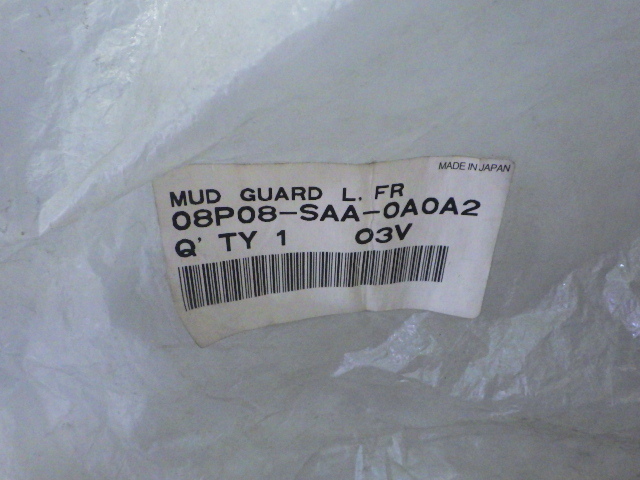 MADE IN JAPAN
MUD GUARD L, FR
08P08-SAA-0A0A2
Q' TY 1 03V